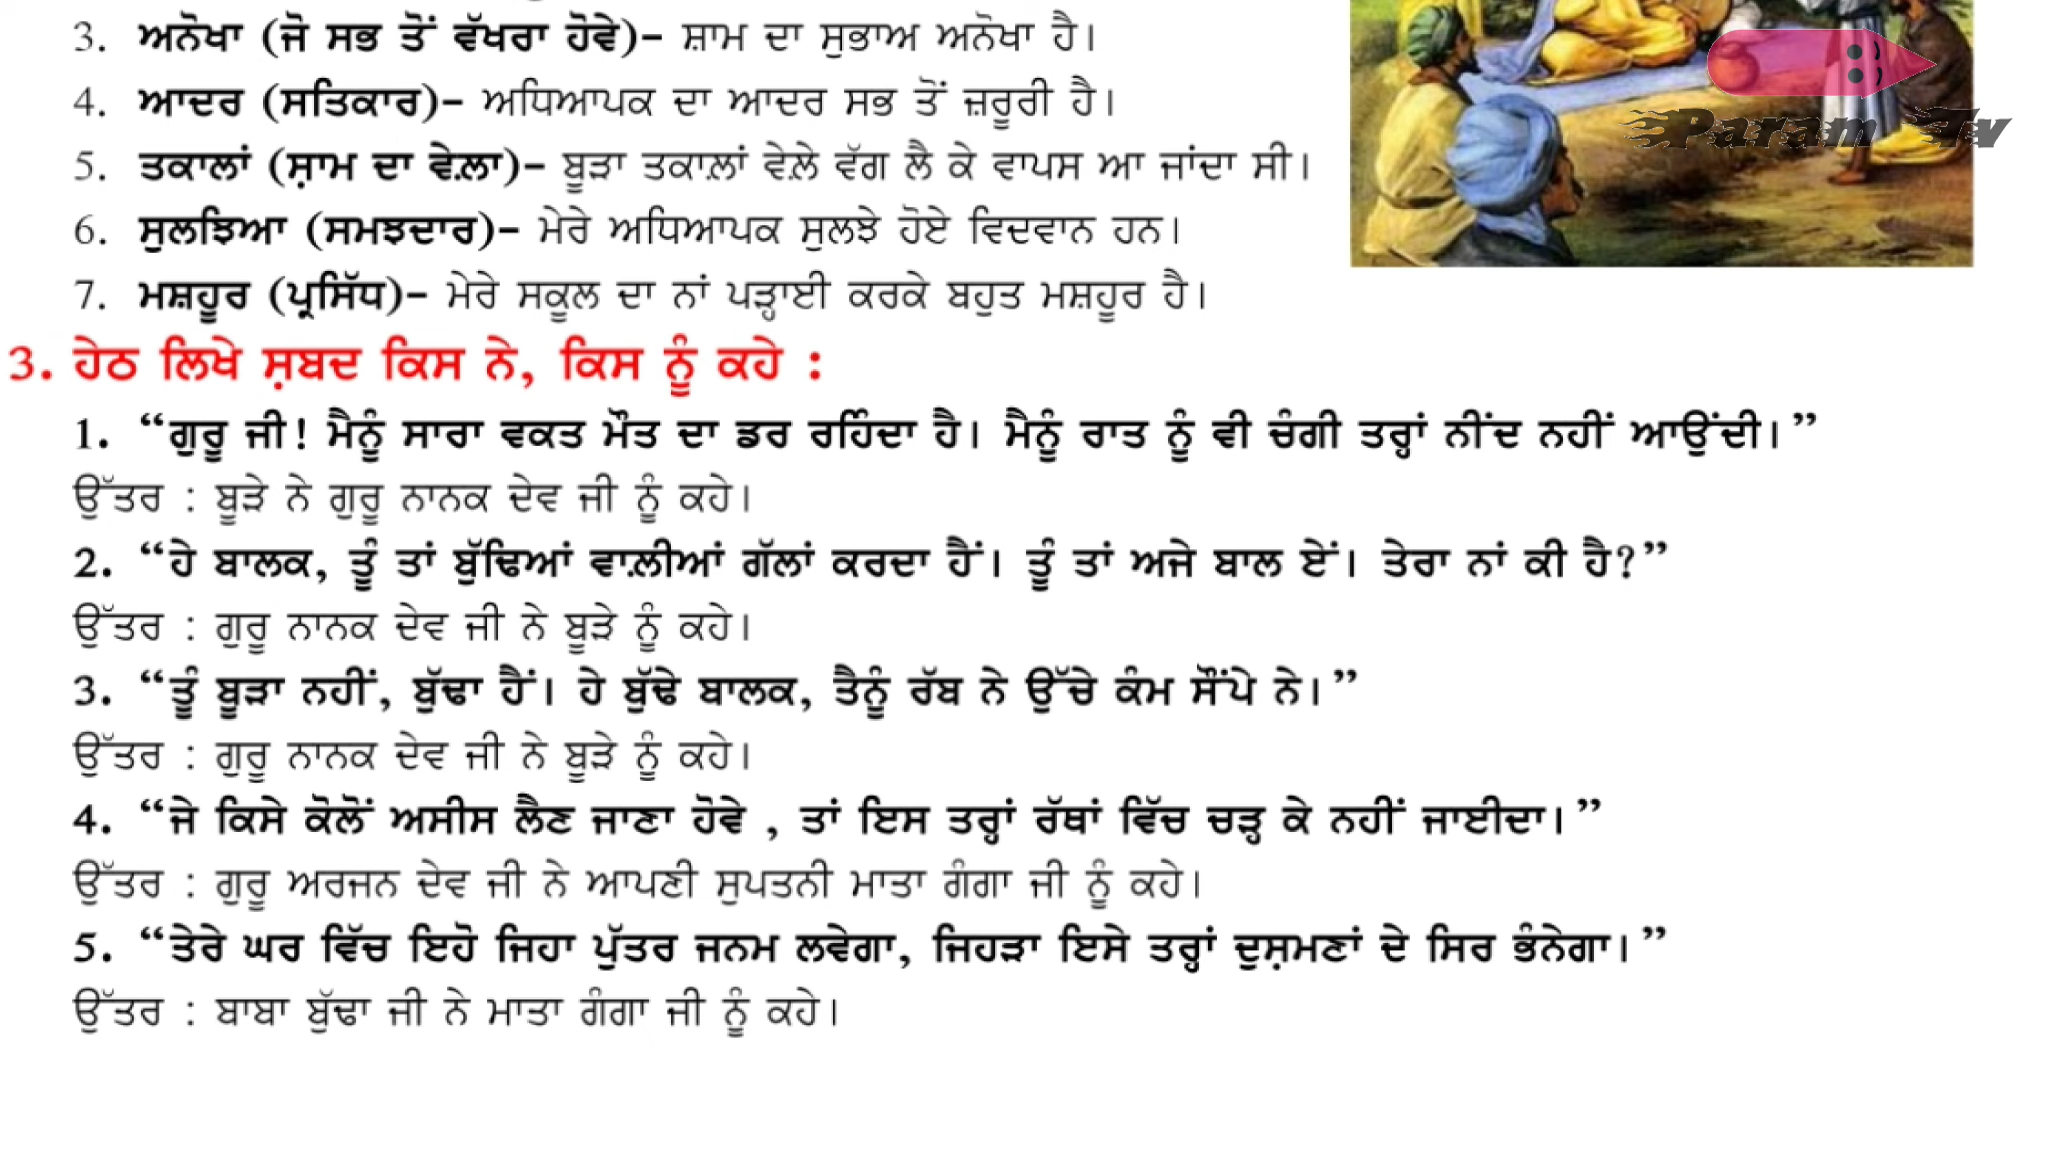 3. ਅਨੋਖਾ (ਜੋ ਸਭ ਤੋਂ ਵੱਖਰਾ ਹੋਵੇ)– ਸ਼ਾਮ ਦਾ ਸੁਭਾਅ ਅਨੋਖਾ ਹੈ।
4. ਆਦਰ (ਸਤਿਕਾਰ)– ਅਧਿਆਪਕ ਦਾ ਆਦਰ ਸਭ ਤੋਂ ਜ਼ਰੂਰੀ ਹੈ।
Param Tv
5. ਤਕਾਲਾਂ (ਸ਼ਾਮ ਦਾ ਵੇਲ਼ਾ)– ਬੂੜਾ ਤਕਾਲ਼ਾਂ ਵੇਲ਼ੇ ਵੱਗ ਲੈ ਕੇ ਵਾਪਸ ਆ ਜਾਂਦਾ ਸੀ।
6. ਸੁਲਝਿਆ (ਸਮਝਦਾਰ)– ਮੇਰੇ ਅਧਿਆਪਕ ਸੁਲਝੇ ਹੋਏ ਵਿਦਵਾਨ ਹਨ।
7. ਮਸ਼ਹੂਰ (ਪ੍ਰਸਿੱਧ)– ਮੇਰੇ ਸਕੂਲ ਦਾ ਨਾਂ ਪੜ੍ਹਾਈ ਕਰਕੇ ਬਹੁਤ ਮਸ਼ਹੂਰ ਹੈ।
3. ਹੇਠ ਲਿਖੇ ਸ਼ਬਦ ਕਿਸ ਨੇ, ਕਿਸ ਨੂੰ ਕਹੇ :
1. “ਗੁਰੂ ਜੀ! ਮੈਨੂੰ ਸਾਰਾ ਵਕਤ ਮੌਤ ਦਾ ਡਰ ਰਹਿੰਦਾ ਹੈ। ਮੈਨੂੰ ਰਾਤ ਨੂੰ ਵੀ ਚੰਗੀ ਤਰ੍ਹਾਂ ਨੀਂਦ ਨਹੀਂ ਆਉਂਦੀ।”
ਉੱਤਰ : ਬੂੜੇ ਨੇ ਗੁਰੂ ਨਾਨਕ ਦੇਵ ਜੀ ਨੂੰ ਕਹੇ।
2. “ਹੇ ਬਾਲਕ, ਤੂੰ ਤਾਂ ਬੁੱਢਿਆਂ ਵਾਲ਼ੀਆਂ ਗੱਲਾਂ ਕਰਦਾ ਹੈਂ। ਤੂੰ ਤਾਂ ਅਜੇ ਬਾਲ ਏਂ। ਤੇਰਾ ਨਾਂ ਕੀ ਹੈ?”
ਉੱਤਰ : ਗੁਰੂ ਨਾਨਕ ਦੇਵ ਜੀ ਨੇ ਬੂੜੇ ਨੂੰ ਕਹੇ।
3. “ਤੂੰ ਬੂੜਾ ਨਹੀਂ, ਬੁੱਢਾ ਹੈਂ। ਹੇ ਬੁੱਢੇ ਬਾਲਕ, ਤੈਨੂੰ ਰੱਬ ਨੇ ਉੱਚੇ ਕੰਮ ਸੌਂਪੇ ਨੇ।”
ਉੱਤਰ : ਗੁਰੂ ਨਾਨਕ ਦੇਵ ਜੀ ਨੇ ਬੂੜੇ ਨੂੰ ਕਹੇ।
4. “ਜੇ ਕਿਸੇ ਕੋਲੋਂ ਅਸੀਸ ਲੈਣ ਜਾਣਾ ਹੋਵੇ , ਤਾਂ ਇਸ ਤਰ੍ਹਾਂ ਰੱਥਾਂ ਵਿੱਚ ਚੜ੍ਹ ਕੇ ਨਹੀਂ ਜਾਈਦਾ।”
ਉੱਤਰ : ਗੁਰੂ ਅਰਜਨ ਦੇਵ ਜੀ ਨੇ ਆਪਣੀ ਸੁਪਤਨੀ ਮਾਤਾ ਗੰਗਾ ਜੀ ਨੂੰ ਕਹੇ।
5. “ਤੇਰੇ ਘਰ ਵਿੱਚ ਇਹੋ ਜਿਹਾ ਪੁੱਤਰ ਜਨਮ ਲਵੇਗਾ, ਜਿਹੜਾ ਇਸੇ ਤਰ੍ਹਾਂ ਦੁਸ਼ਮਣਾਂ ਦੇ ਸਿਰ ਭੰਨੇਗਾ।”
ਉੱਤਰ : ਬਾਬਾ ਬੁੱਢਾ ਜੀ ਨੇ ਮਾਤਾ ਗੰਗਾ ਜੀ ਨੂੰ ਕਹੇ।